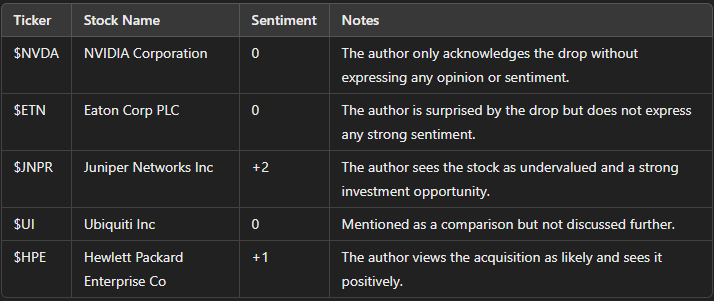 Ticker Stock Name Sentiment Notes
$NVDA NVIDIA Corporation 0 The author only acknowledges the drop without
expressing any opinion or sentiment.
$ETN Eaton Corp PLC 0 The author is surprised by the drop but does not express
any strong sentiment.
$JNPR Juniper Networks Inc +2 The author sees the stock as undervalued and a strong
investment opportunity.
$UI Ubiquiti Inc 0 Mentioned as a comparison but not discussed further.
$HPE Hewlett Packard +1 The author views the acquisition as likely and sees it
Enterprise Co positively.